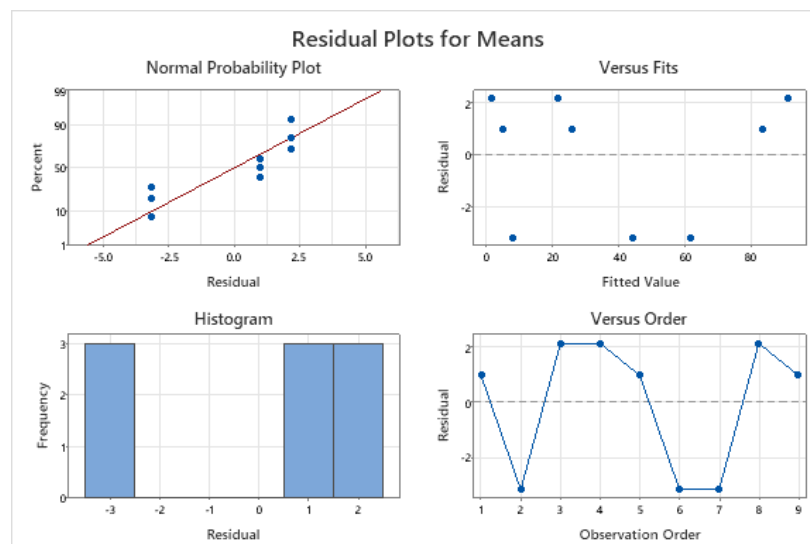 Residual Plots for Means
Normal Probability Plot
99
90
50
10
1
Percent
-5.0 -2.5 0.0 2.5 5.0
Residual
Versus Fits
2
0
-2
Residual
0 20 40 60 80
Fitted Value
Histogram
3
2
1
0
Frequency
-3 -2 -1 0 1 2
Residual
Versus Order
2
0
-2
Residual
1 2 3 4 5 6 7 8 9
Observation Order